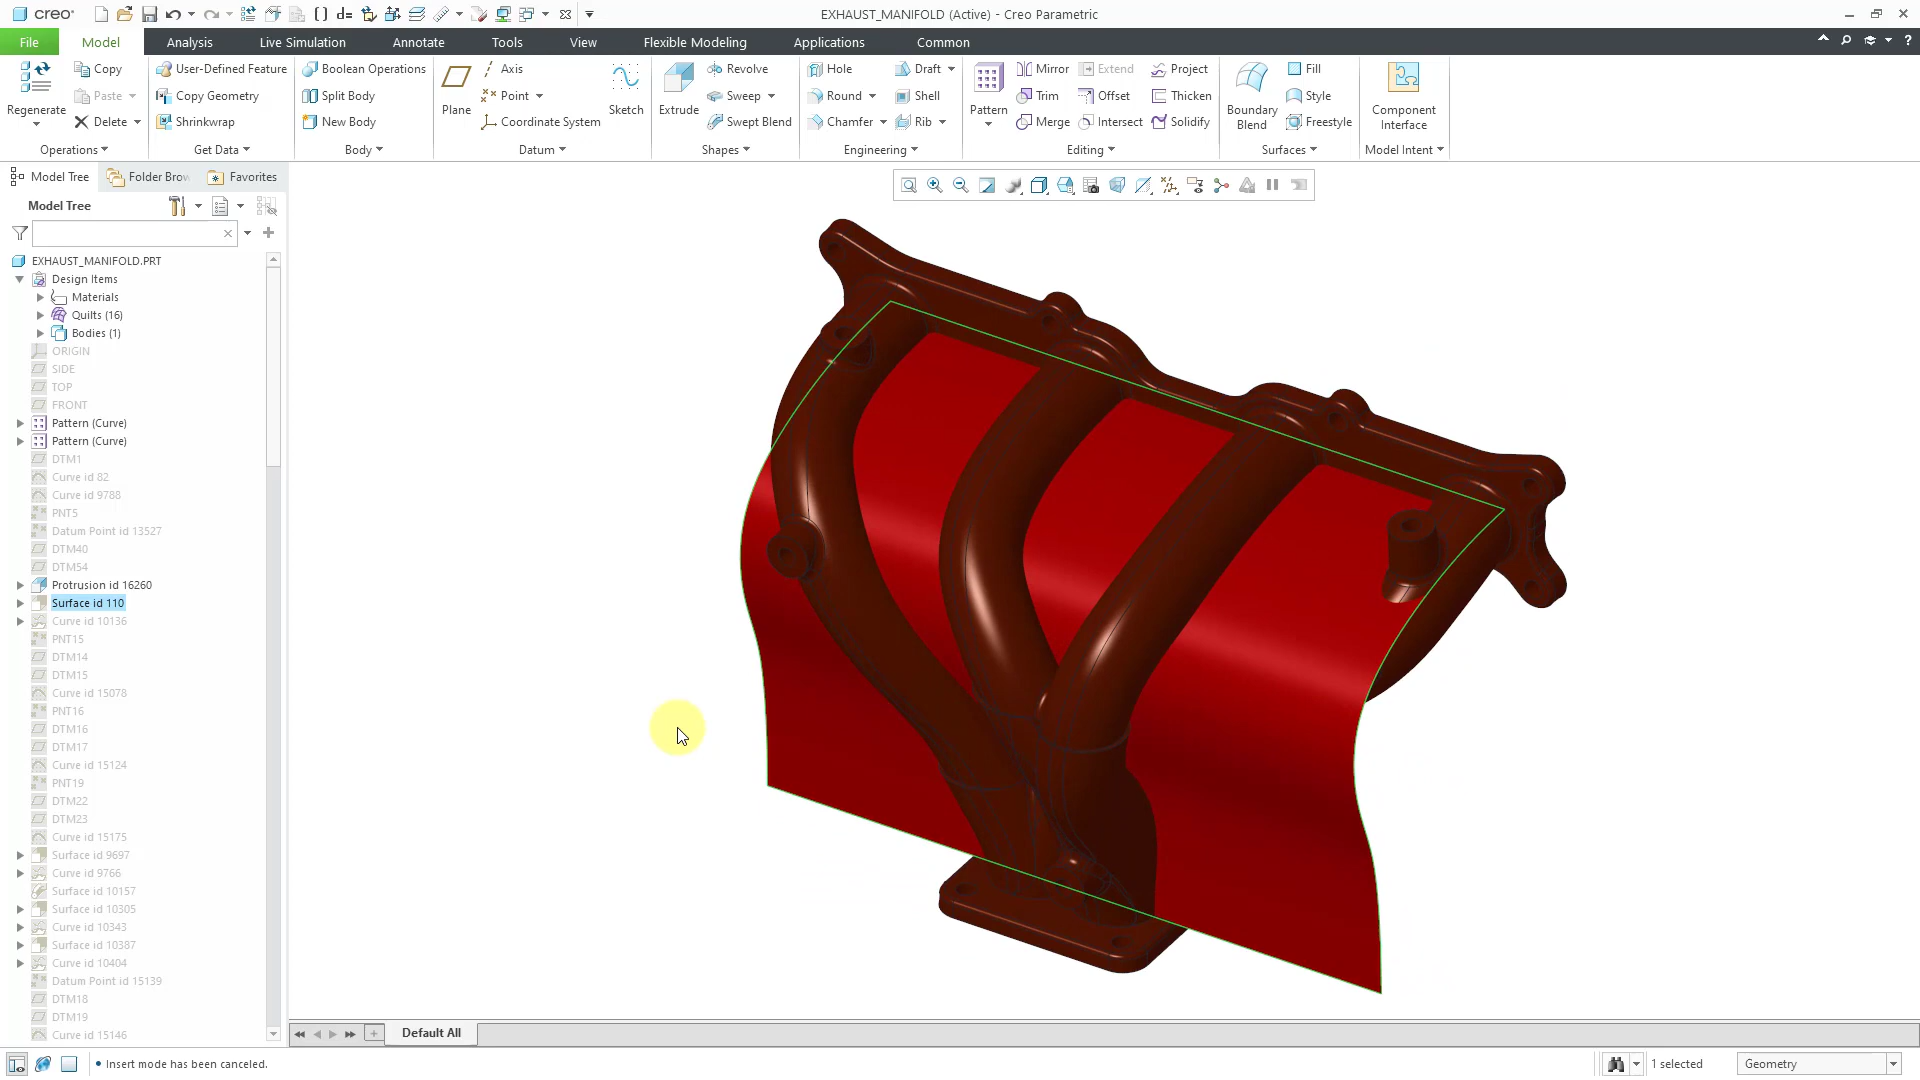 creo
EXHAUST_MANIFOLD (Active) - Creo Parametric
File
Model
Analysis
Live Simulation
Annotate
Tools
View
Flexible Modeling
Applications
Common
Regenerate
Copy
Paste
Delete
Operations
User-Defined Feature
Copy Geometry
Shrinkwrap
Get Data
Boolean Operations
Split Body
New Body
Body
Plane
Axis
Point
Coordinate System
Sketch
Datum
Extrude
Revolve
Sweep
Swept Blend
Shapes
Hole
Round
Chamfer
Draft
Shell
Rib
Engineering
Pattern
Mirror
Trim
Merge
Extend
Offset
Intersect
Project
Thicken
Solidify
Editing
Boundary
Blend
Fill
Style
Freestyle
Surfaces
Component
Interface
Model Intent
Model Tree
Folder Brow
Favorites
Model Tree
EXHAUST_MANIFOLD.PRT
Design Items
Materials
Quilts (16)
Bodies (1)
ORIGIN
SIDE
TOP
FRONT
Pattern (Curve)
Pattern (Curve)
DTM1
Curve id 82
Curve id 9788
PNT5
Datum Point id 13527
DTM40
DTM54
Protrusion id 16260
Surface id 110
Curve id 10136
PNT15
DTM14
DTM15
Curve id 15078
PNT16
DTM16
DTM17
Curve id 15124
PNT19
DTM22
DTM23
Curve id 15175
Surface id 9697
Curve id 9766
Surface id 10157
Surface id 10305
Curve id 10343
Surface id 10387
Curve id 10404
Datum Point id 15139
DTM18
DTM19
Curve id 15146
Default All
• Insert mode has been canceled.
1 selected
Geometry